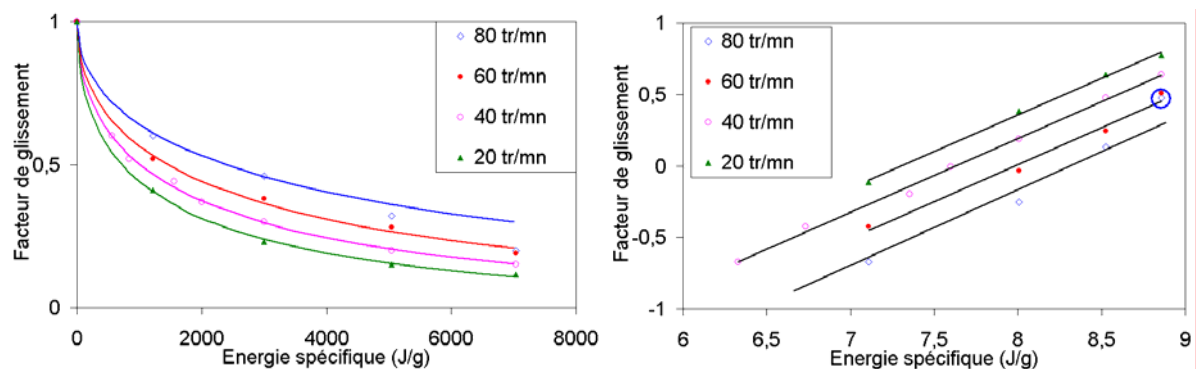 Facteur de glissement
1
0,5
0
0
2000
4000
6000
8000
Energie spécifique (J/g)
80 tr/mn
60 tr/mn
40 tr/mn
20 tr/mn
Facteur de glissement
1
0,5
0
-0,5
-1
6
7
7,5
8
8,5
9
Energie spécifique (J/g)
80 tr/mn
60 tr/mn
40 tr/mn
20 tr/mn